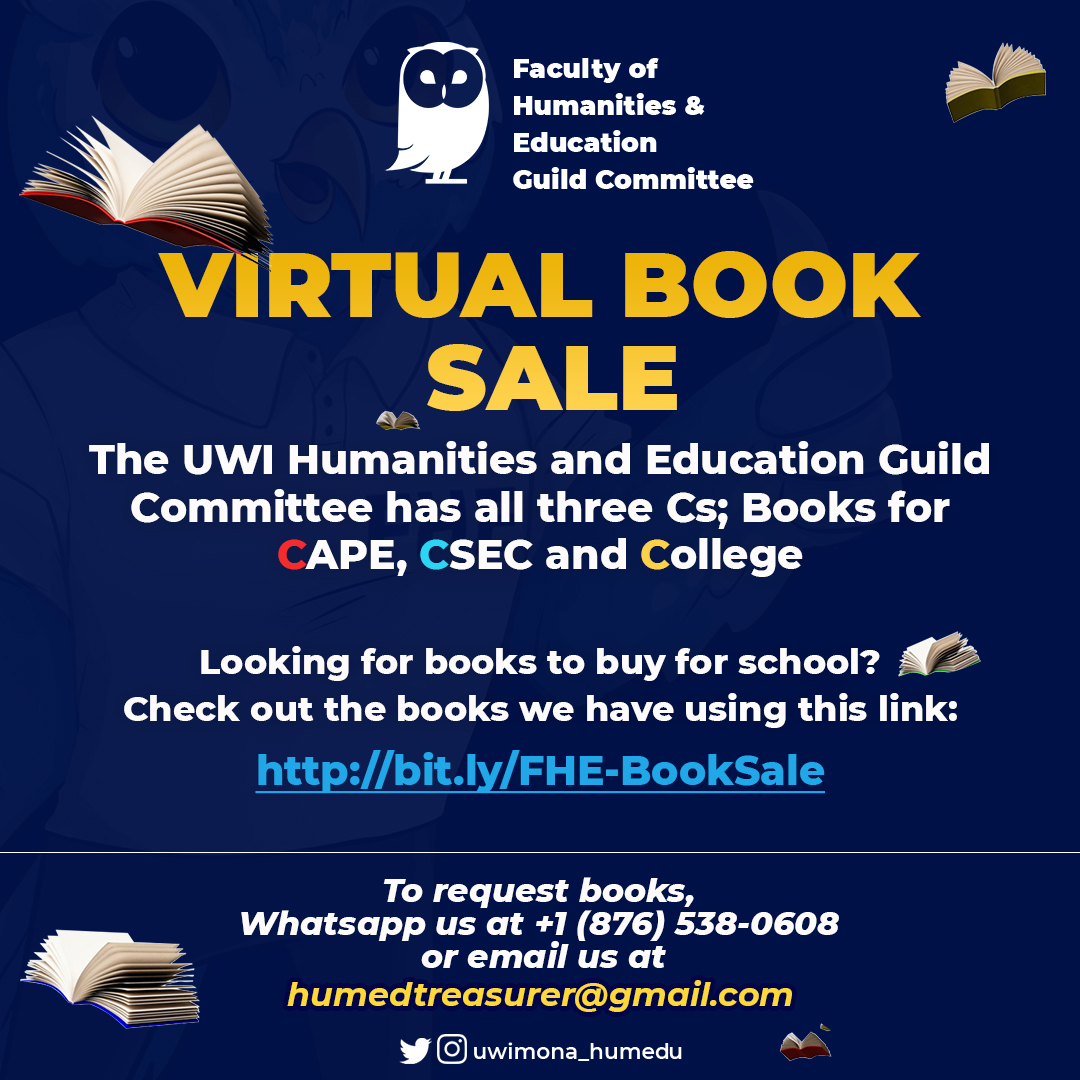 Faculty of
Humanities &
Education
Guild Committee
VIRTUAL BOOK
SALE
The UWI Humanities and Education Guild
Committee has all three Cs; Books for
CAPE, CSEC and College
Looking for books to buy for school?
Check out the books we have using this link:
http://bit.ly/FHE-BookSale
To request books,
Whatsapp us at +1 (876) 538-0608
or email us at
humedtreasurer@gmail.com
uwimona_humedu